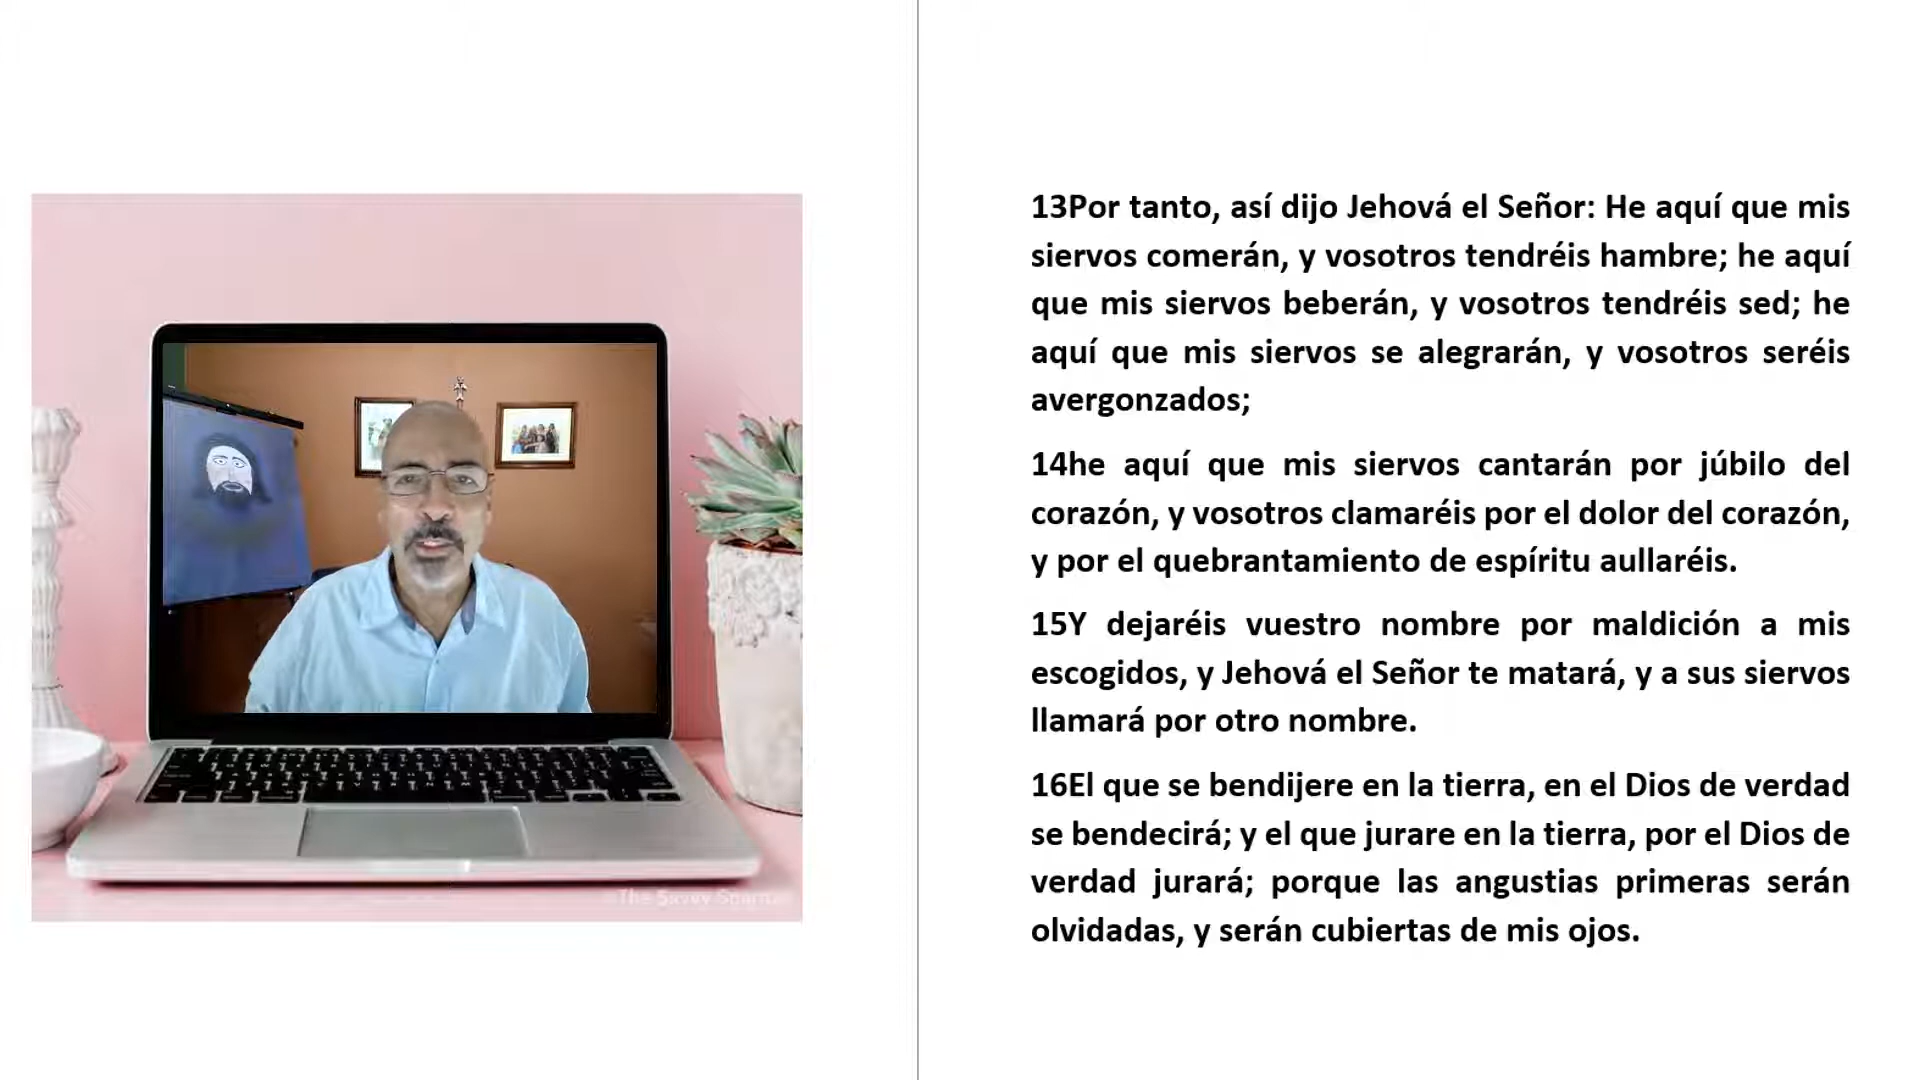 13Por tanto, así dijo Jehová el Señor: He aquí que mis
siervos comerán, y vosotros tendréis hambre; he aquí
que mis siervos beberán, y vosotros tendréis sed; he
aquí que mis siervos se alegrarán, y vosotros seréis
avergonzados;
14he aquí que mis siervos cantarán por júbilo del
corazón, y vosotros clamaréis por el dolor del corazón,
y por el quebrantamiento de espíritu aullaréis.
15Y dejaréis vuestro nombre por maldición a mis
escogidos, y Jehová el Señor te matará, y a sus siervos
llamará por otro nombre.
16El que se bendijere en la tierra, en el Dios de verdad
se bendecirá; y el que jurare en la tierra, por el Dios de
verdad jurará; porque las angustias primeras serán
olvidadas, y serán cubiertas de mis ojos.
The Savvy